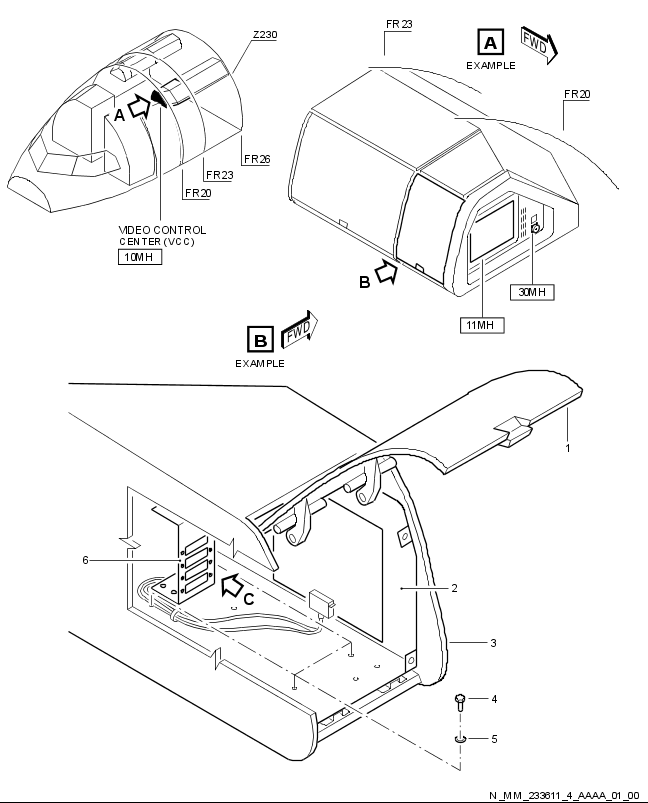 Z230
A
FR26
FR23
FR20
VIDEO CONTROL
CENTER (VCC)
10MH
FR23
A
EXAMPLE
FWD
FR20
B
30MH
11MH
B
FWD
EXAMPLE
1
6
C
2
3
4
5
N_MM_233611_4_AAAA_01_00